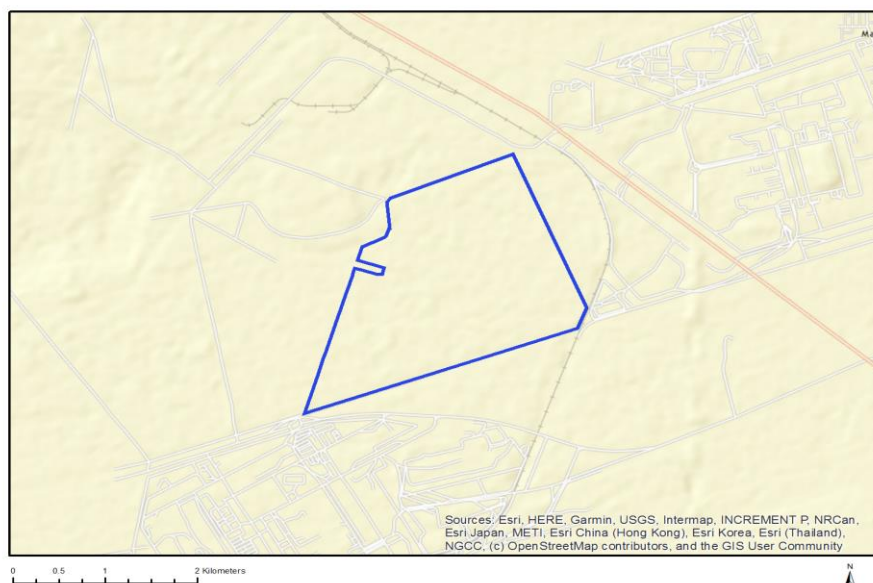 Ma
Sources: Esri, HERE, Garmin, USGS, Intermap, INCREMENT P, NRCan,
Esri Japan, METI, Esri China (Hong Kong), Esri Korea, Esri (Thailand),
NGCC, (c) OpenStreetMap contributors, and the GIS User Community
0 0.5 1 2 Kilometers
N